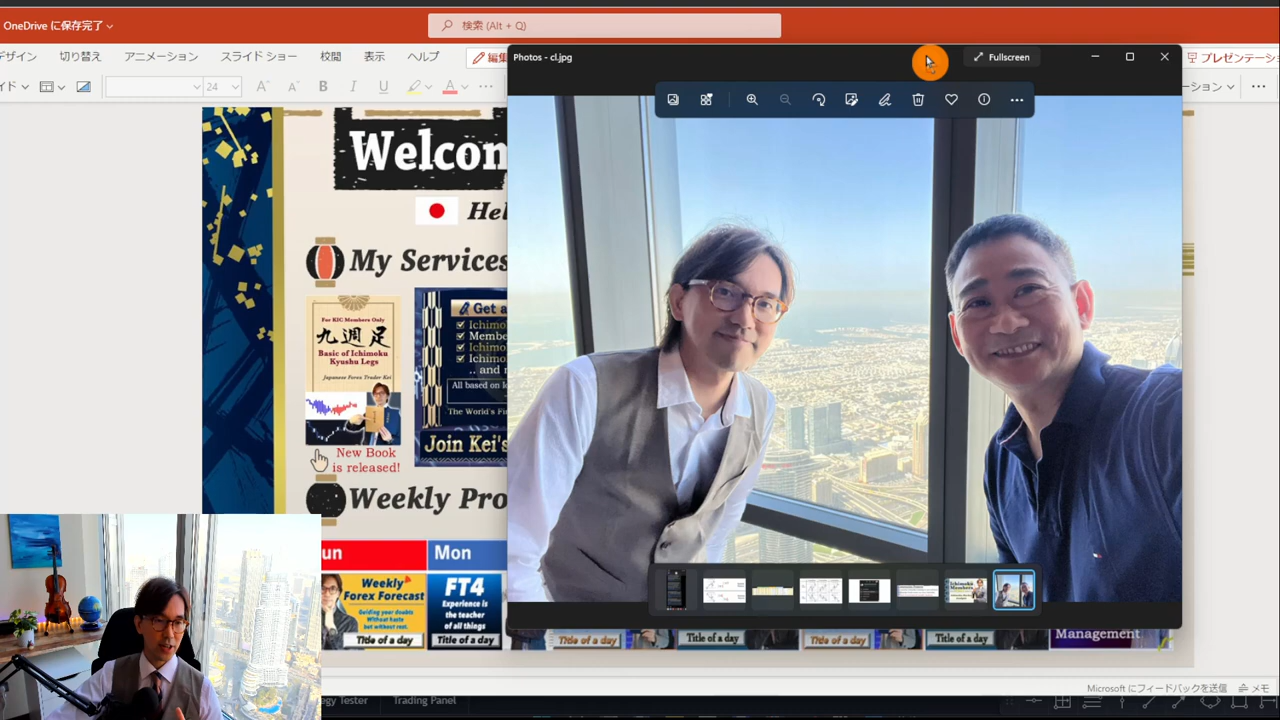 OneDrive に保存完了
検索 (Alt + Q)
デザイン 切り替え アニメーション スライド ショー 校閲 表示 ヘルプ 編集
プレゼンテーショ
24
Photos - cl.jpg
Fullscreen
Welcom
Hel
My Services
For KIC Members Only
九週足
Basic of Ichimoku
Kyushu Legs
Japanese Forex Trader Kei
New Book
is released!
Get a
Ichimo
Membe
Ichimo
Ichimo
.. and r
All based on I
The World's Fi
Join Kei's
Weekly Pro
un
Mon
Weekly
Forex Forecast
Guiding your doubts
Without haste
but without rest.
Title of a day
FT4
Experience is
the teacher
of all things
Title of a day
Title of a day
Title of a day
Title of a day
Title of a day
Management
Microsoft にフィードバックを送信
メモ
gy Tester
Trading Panel